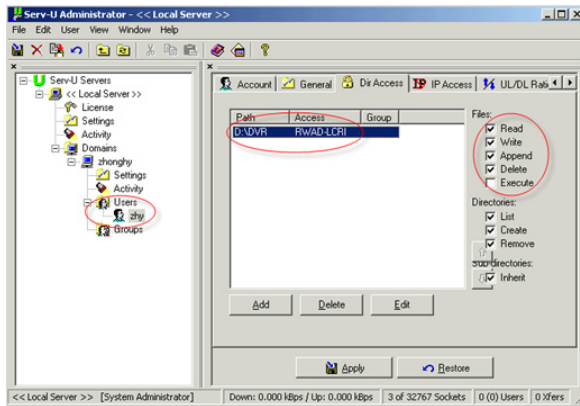 Serv-U Administrator - << Local Server >>
File Edit User View Window Help
Serv-U Servers
<< Local Server >>
License
Settings
Activity
Domains
zhonghy
Settings
Activity
Users
zhy
Groups
Account General Dir Access IP Access UL/DL Rati
Path Access Group
D:\DVR RWAD-LCRI
Files:
Read
Write
Append
Delete
Execute
Directories:
List
Create
Remove
Sub-directories:
Inherit
Add Delete Edit
Apply Restore
<< Local Server >> [System Administrator] Down: 0.000 kBps / Up: 0.000 kBps 3 of 32767 Sockets 0 (0) Users 0 Xfers